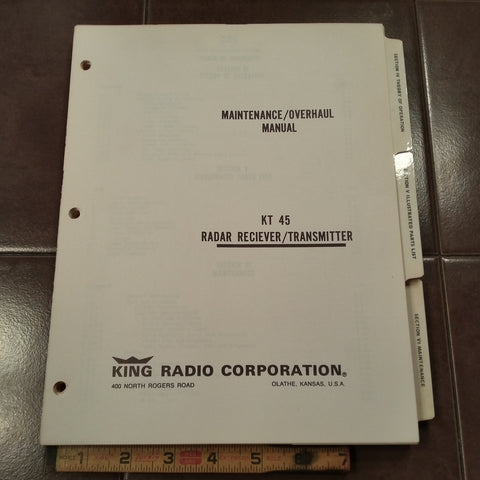 MAINTENANCE/OVERHAUL
MANUAL
KT 45
RADAR RECIEVER/TRANSMITTER
KING RADIO CORPORATION®
400 NORTH ROGERS ROAD
OLATHE, KANSAS, U.S.A.
SECTION IV THEORY OF OPERATION
SECTION V ILLUSTRATED PARTS LIST
SECTION VI MAINTENANCE
1 2 3 4 5 6 7